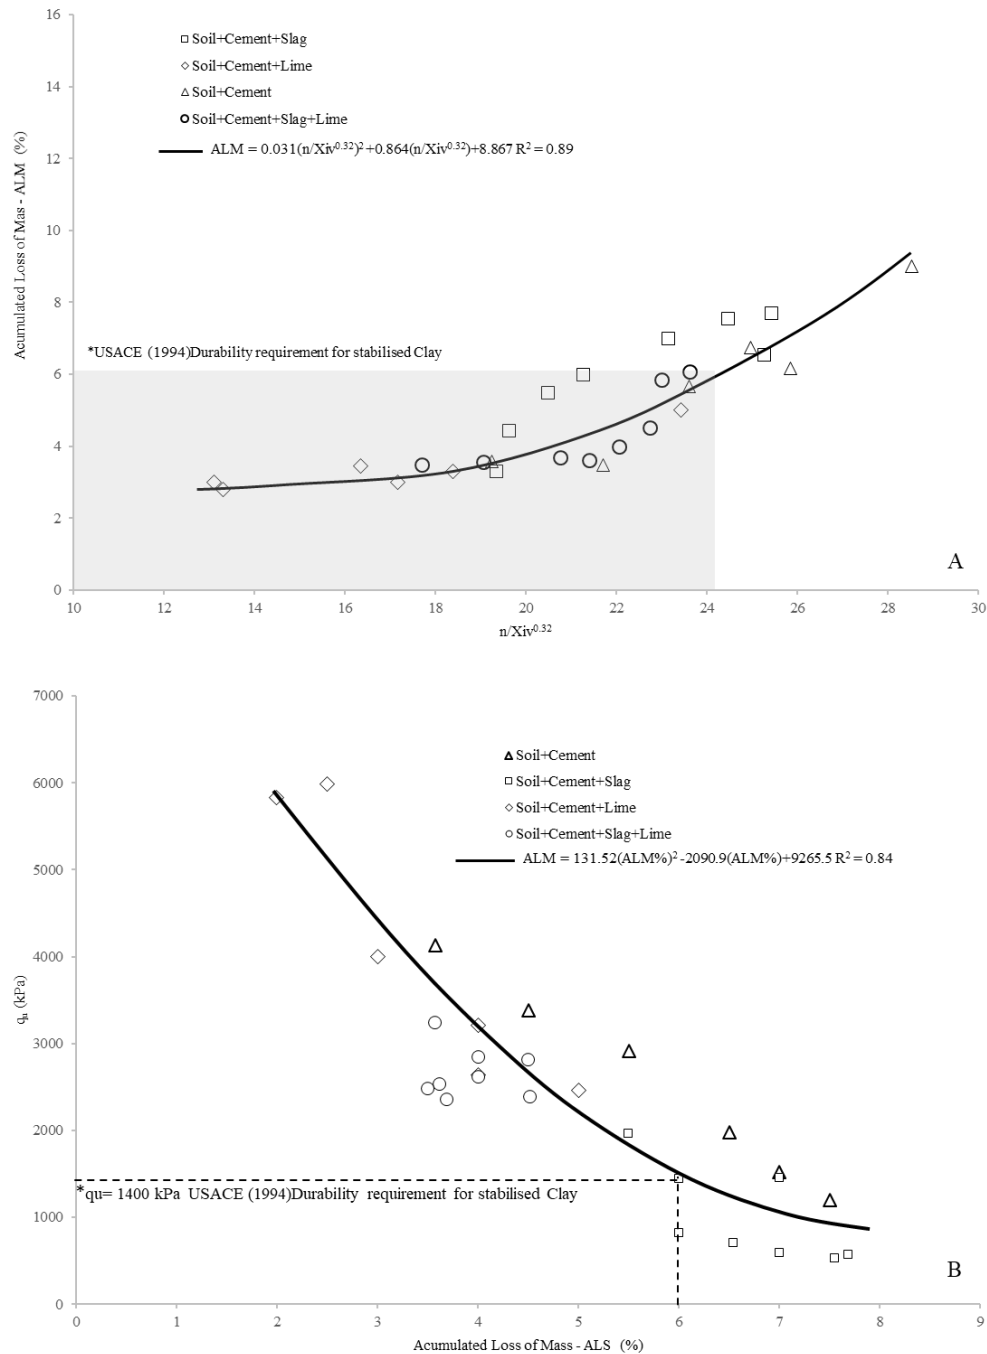 16
14
12
10
8
6
4
2
0
Acumulated Loss of Mas - ALM (%)
Soil+Cement+Slag
Soil+Cement+Lime
Soil+Cement
Soil+Cement+Slag+Lime
ALM = 0.031(n/Xiv^0.32)^2 +0.864(n/Xiv^0.32)+8.867 R^2 = 0.89
*USACE (1994)Durability requirement for stabilised Clay
A
10 12 14 16 18 20 22 24 26 28 30
n/Xiv^0.32
7000
6000
5000
4000
3000
2000
1000
0
q_u (kPa)
Soil+Cement
Soil+Cement+Slag
Soil+Cement+Lime
Soil+Cement+Slag+Lime
ALM = 131.52(ALM%)^2 -2090.9(ALM%)+9265.5 R^2 = 0.84
*qu= 1400 kPa USACE (1994)Durability requirement for stabilised Clay
B
0 1 2 3 4 5 6 7 8 9
Acumulated Loss of Mass - ALS (%)